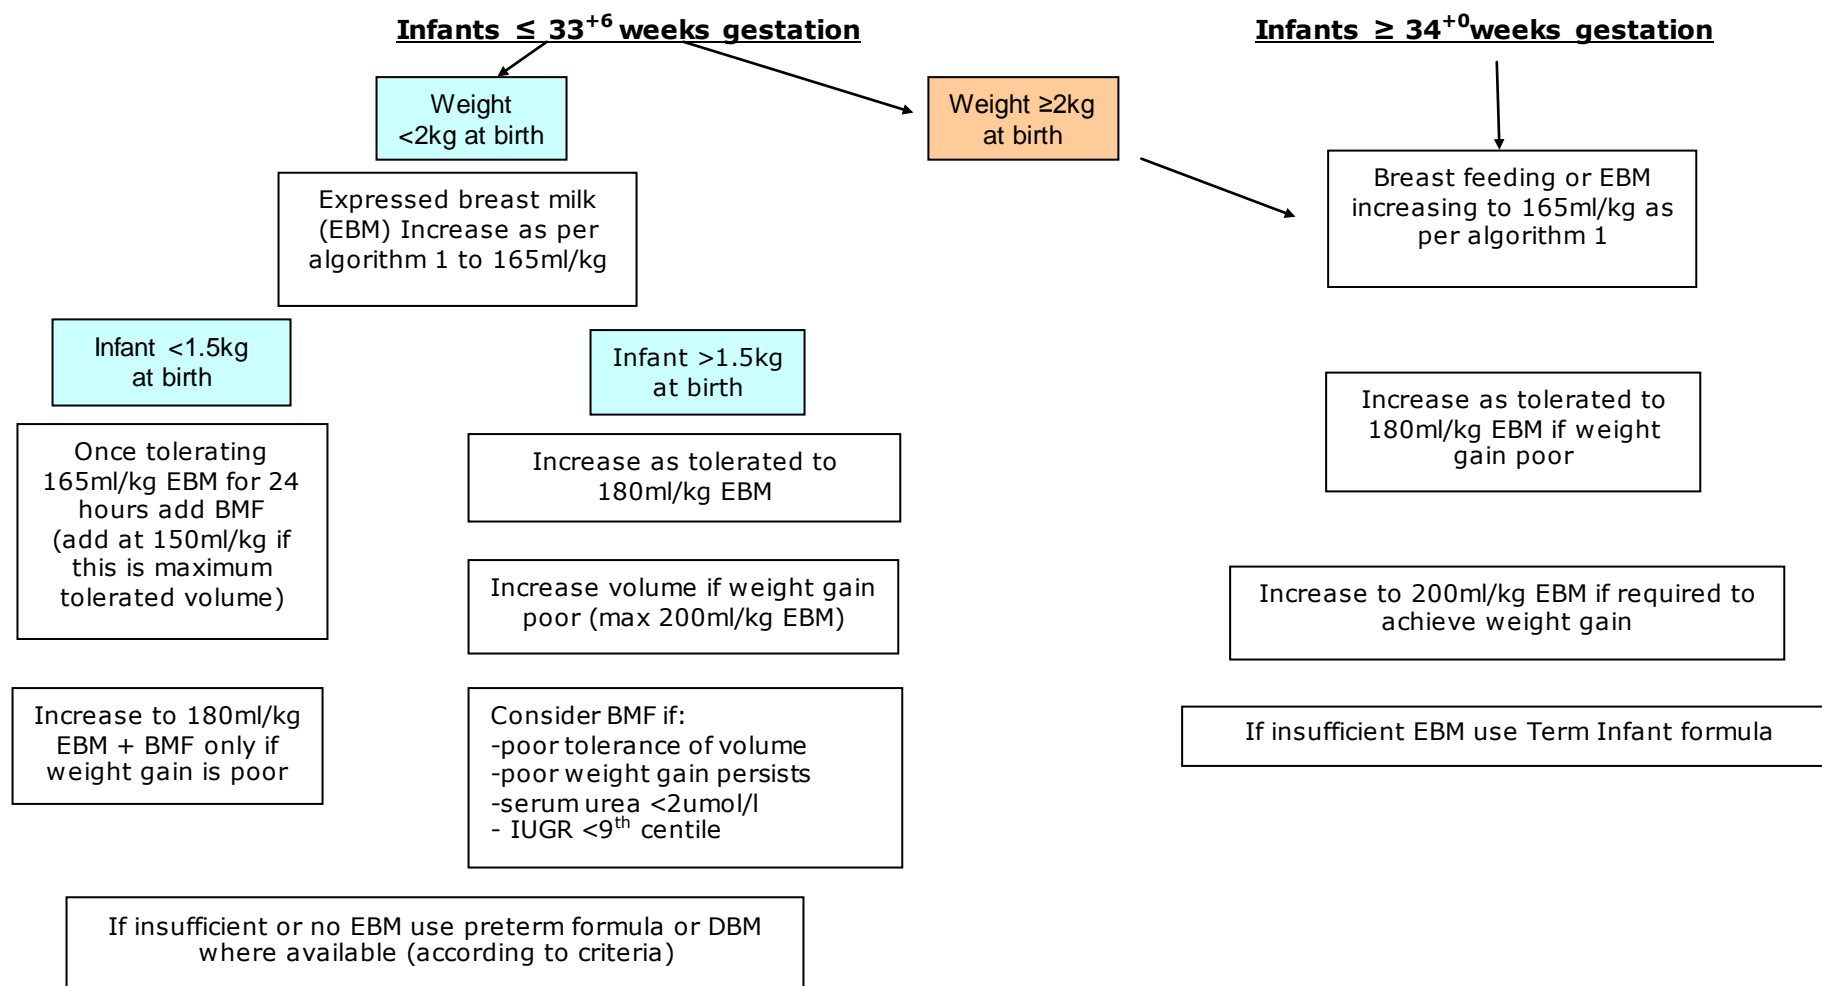 Infants ≤ 33+6 weeks gestation
Infants ≥ 34+0weeks gestation
Weight
<2kg at birth
Weight ≥2kg
at birth
Expressed breast milk
(EBM) Increase as per
algorithm 1 to 165ml/kg
Breast feeding or EBM
increasing to 165ml/kg as
per algorithm 1
Infant <1.5kg
at birth
Infant >1.5kg
at birth
Once tolerating
165ml/kg EBM for 24
hours add BMF
(add at 150ml/kg if
this is maximum
tolerated volume)
Increase as tolerated to
180ml/kg EBM
Increase as tolerated to
180ml/kg EBM if weight
gain poor
Increase volume if weight gain
poor (max 200ml/kg EBM)
Increase to 200ml/kg EBM if required to
achieve weight gain
Increase to 180ml/kg
EBM + BMF only if
weight gain is poor
Consider BMF if:
-poor tolerance of volume
-poor weight gain persists
-serum urea <2umol/l
- IUGR <9th centile
If insufficient EBM use Term Infant formula
If insufficient or no EBM use preterm formula or DBM
where available (according to criteria)